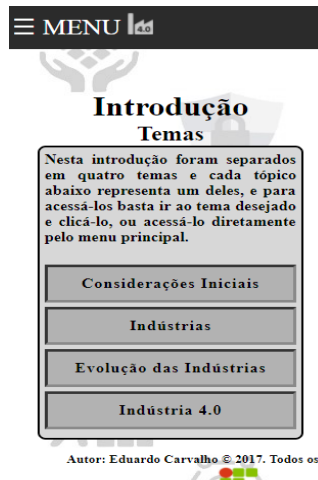 MENU 4.0
Introdução
Temas
Nesta introdução foram separados
em quatro temas e cada tópico
abaixo representa um deles, e para
acessá-los basta ir ao tema desejado
e clicá-lo, ou acessá-lo diretamente
pelo menu principal.
Considerações Iniciais
Indústrias
Evolução das Indústrias
Indústria 4.0
Autor: Eduardo Carvalho © 2017. Todos os